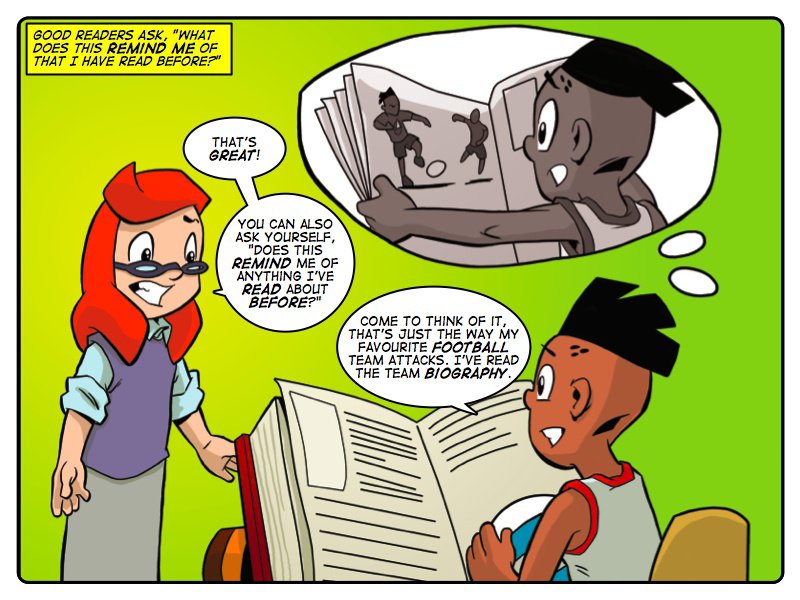 GOOD READERS ASK, "WHAT
DOES THIS REMIND ME OF
THAT I HAVE READ BEFORE?"
THAT'S
GREAT!
YOU CAN ALSO
ASK YOURSELF,
"DOES THIS
REMIND ME OF
ANYTHING I'VE
READ ABOUT
BEFORE?"
COME TO THINK OF IT,
THAT'S JUST THE WAY MY
FAVOURITE FOOTBALL
TEAM ATTACKS. I'VE READ
THE TEAM BIOGRAPHY.